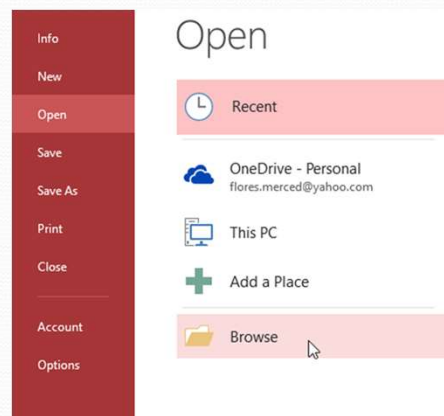 Info
New
Open
Save
Save As
Print
Close
Account
Options
Open
Recent
OneDrive - Personal
flores.merced@yahoo.com
This PC
Add a Place
Browse